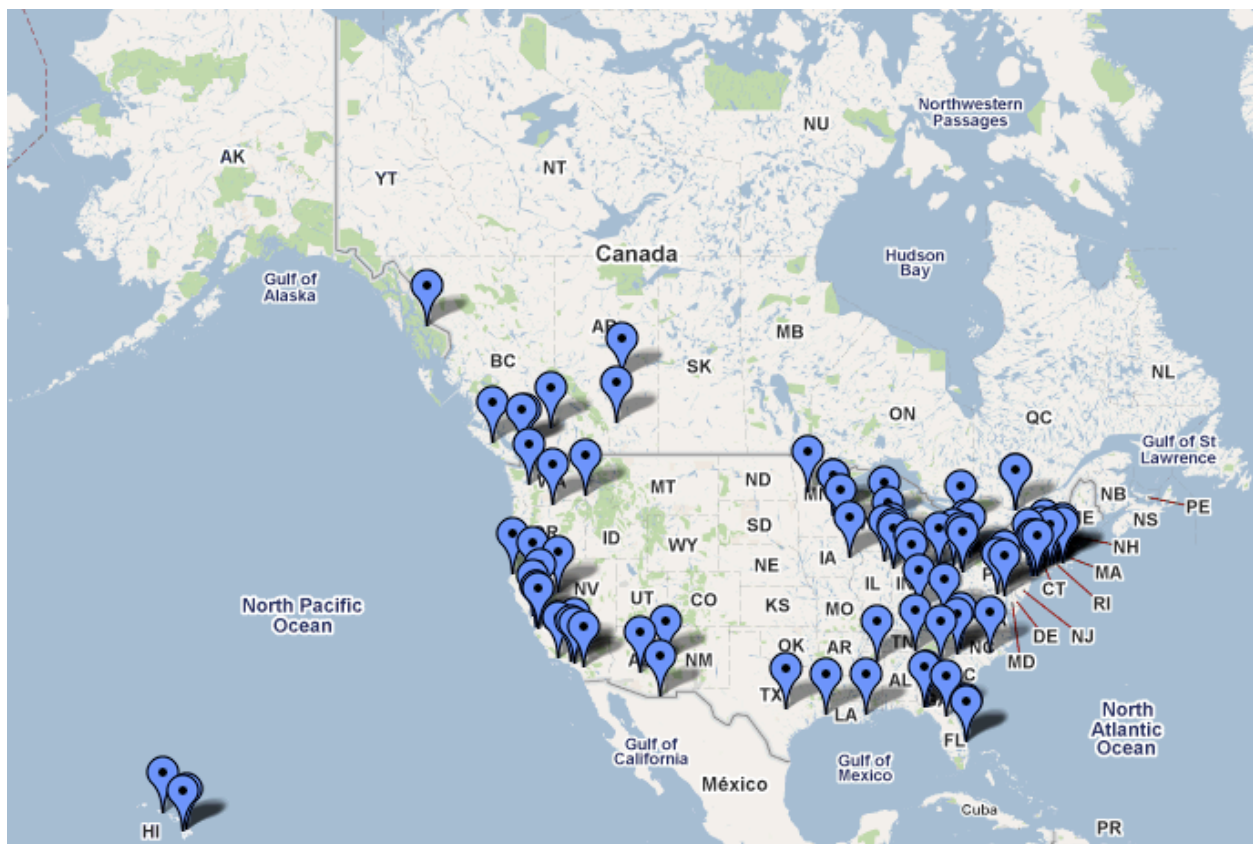 Northwestern
Passages
NU
AK
NT
YT
Canada
Hudson
Bay
Gulf of
Alaska
MB
BC
SK
NL
ON
QC
Gulf of St
Lawrence
MT
ND
NB
PE
NS
SD
ID
NH
WY
IA
NE
MA
NV
IL
CT
UT
CO
RI
North Pacific
Ocean
KS
MO
DE
NJ
OK
AR
TN
NC
MD
NM
AL
TX
LA
North
Atlantic
Ocean
FL
Gulf of
California
Gulf of
Mexico
México
Cuba
HI
PR